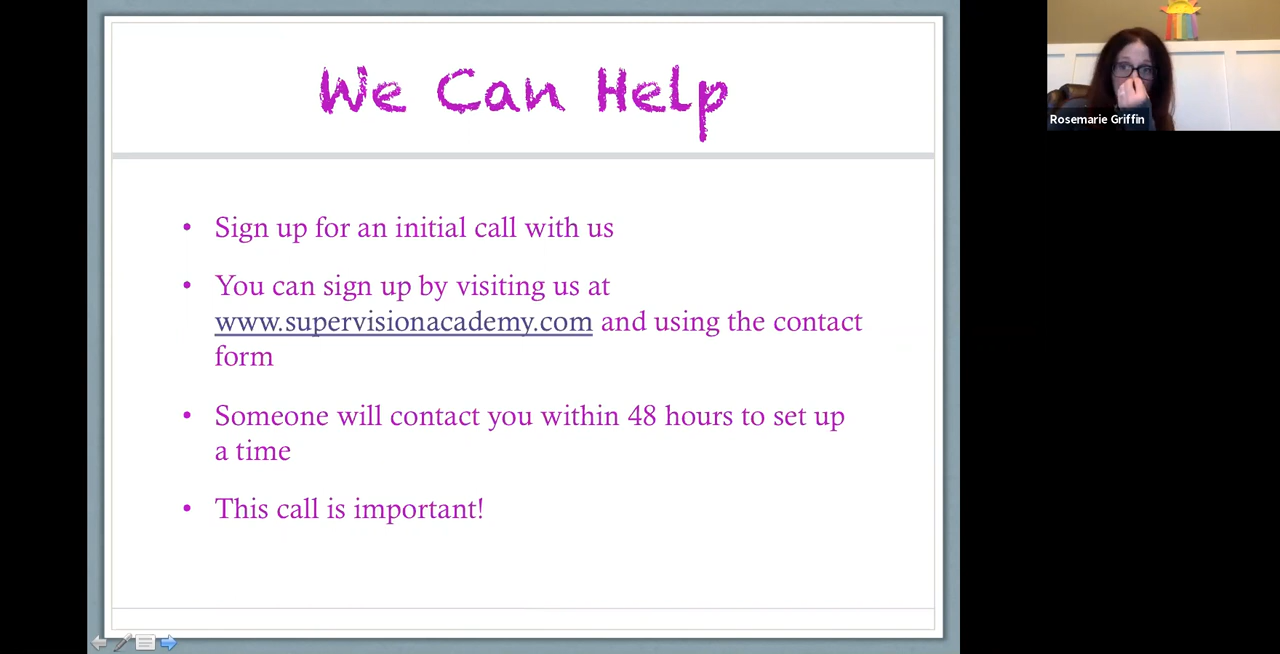 We Can Help
• Sign up for an initial call with us
• You can sign up by visiting us at
www.supervisionacademy.com and using the contact
form
• Someone will contact you within 48 hours to set up
a time
• This call is important!
Rosemarie Griffin